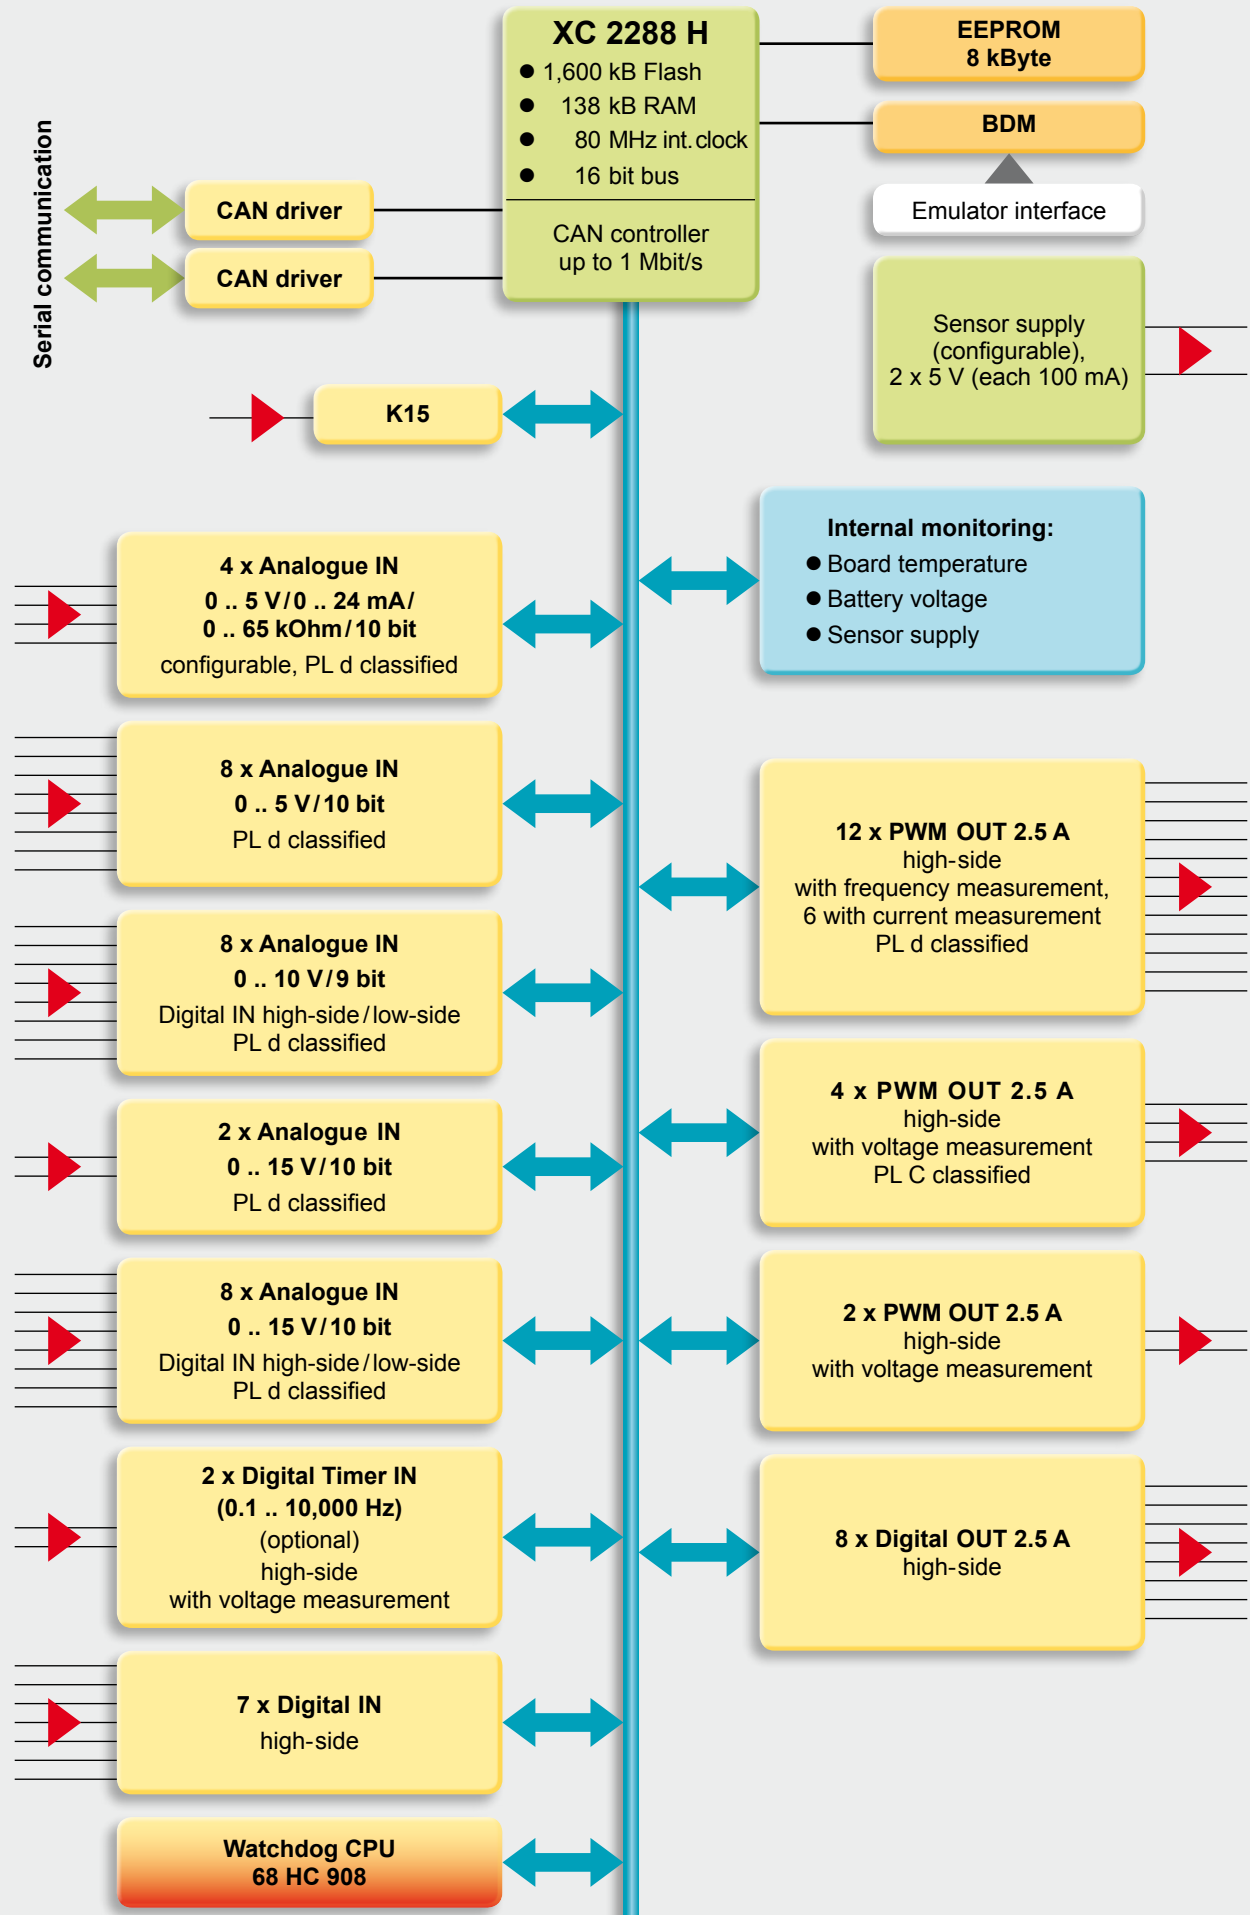 XC 2288 H
● 1,600 kB Flash
● 138 kB RAM
● 80 MHz int. clock
● 16 bit bus
CAN controller
up to 1 Mbit/s
EEPROM
8 kByte
BDM
Emulator interface
Serial communication
CAN driver
CAN driver
Sensor supply
(configurable),
2 x 5 V (each 100 mA)
K15
Internal monitoring:
● Board temperature
● Battery voltage
● Sensor supply
4 x Analogue IN
0 .. 5 V/0 .. 24 mA/
0 .. 65 kOhm/10 bit
configurable, PL d classified
8 x Analogue IN
0 .. 5 V/10 bit
PL d classified
8 x Analogue IN
0 .. 10 V/9 bit
Digital IN high-side/low-side
PL d classified
2 x Analogue IN
0 .. 15 V/10 bit
PL d classified
8 x Analogue IN
0 .. 15 V/10 bit
Digital IN high-side/low-side
PL d classified
2 x Digital Timer IN
(0.1 .. 10,000 Hz)
(optional)
high-side
with voltage measurement
7 x Digital IN
high-side
Watchdog CPU
68 HC 908
12 x PWM OUT 2.5 A
high-side
with frequency measurement,
6 with current measurement
PL d classified
4 x PWM OUT 2.5 A
high-side
with voltage measurement
PL C classified
2 x PWM OUT 2.5 A
high-side
with voltage measurement
8 x Digital OUT 2.5 A
high-side